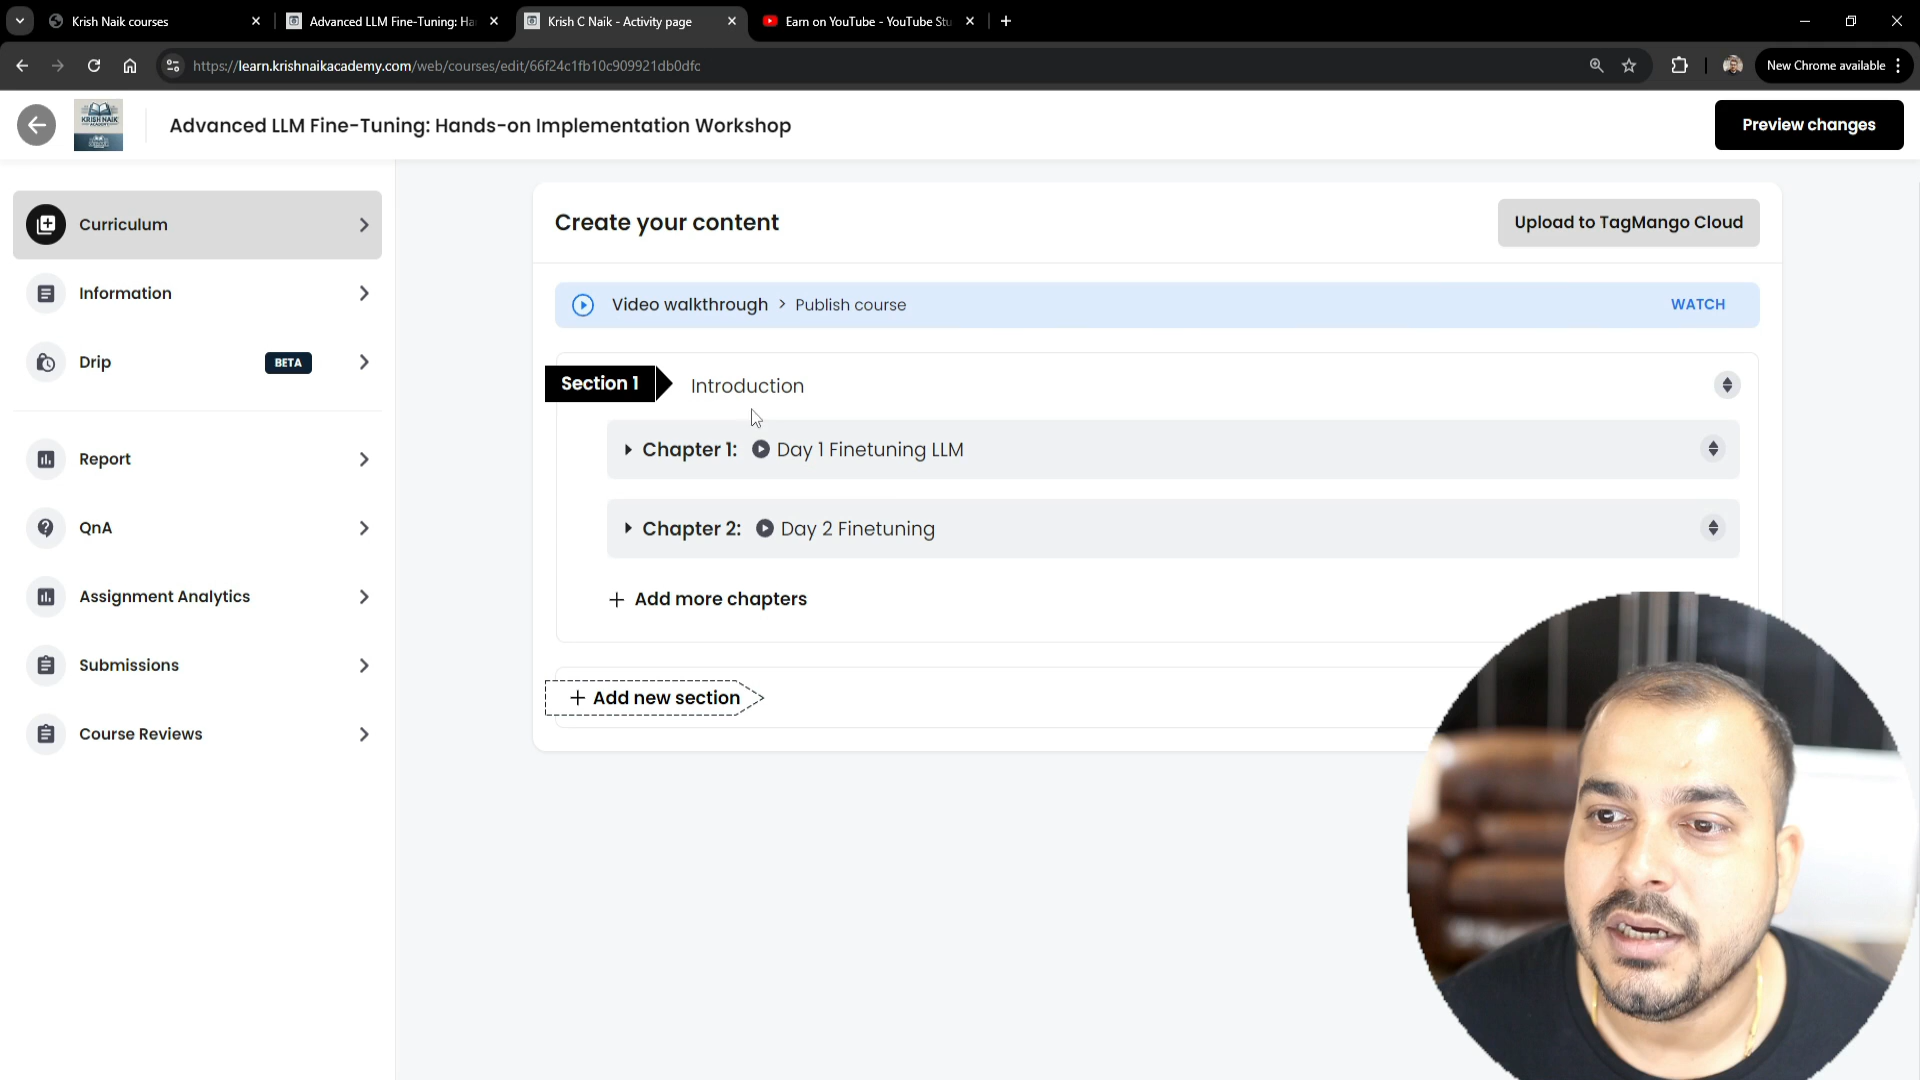 Krish Naik courses
Advanced LLM Fine-Tuning: Ha
Krish C Naik - Activity page
Earn on YouTube - YouTube Stu
https://learn.krishnaikacademy.com/web/courses/edit/66f24c1fb10c909921db0dfc
New Chrome available
KRISH NAIK
Advanced LLM Fine-Tuning: Hands-on Implementation Workshop
Preview changes
Curriculum
Information
Drip
BETA
Report
QnA
Assignment Analytics
Submissions
Course Reviews
Create your content
Upload to TagMango Cloud
Video walkthrough > Publish course
WATCH
Section 1
Introduction
Chapter 1: Day 1 Finetuning LLM
Chapter 2: Day 2 Finetuning
+ Add more chapters
+ Add new section